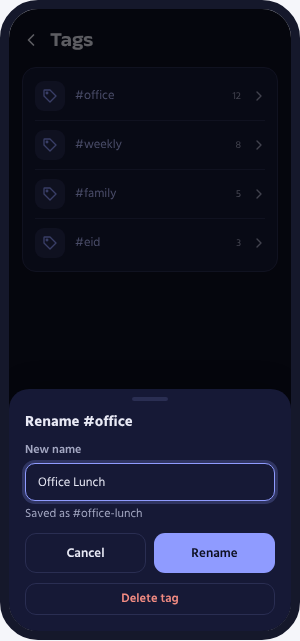 Tags
#office 12
#weekly 8
#family 5
#eid 3
Rename #office
New name
Office Lunch
Saved as #office-lunch
Cancel Rename
Delete tag